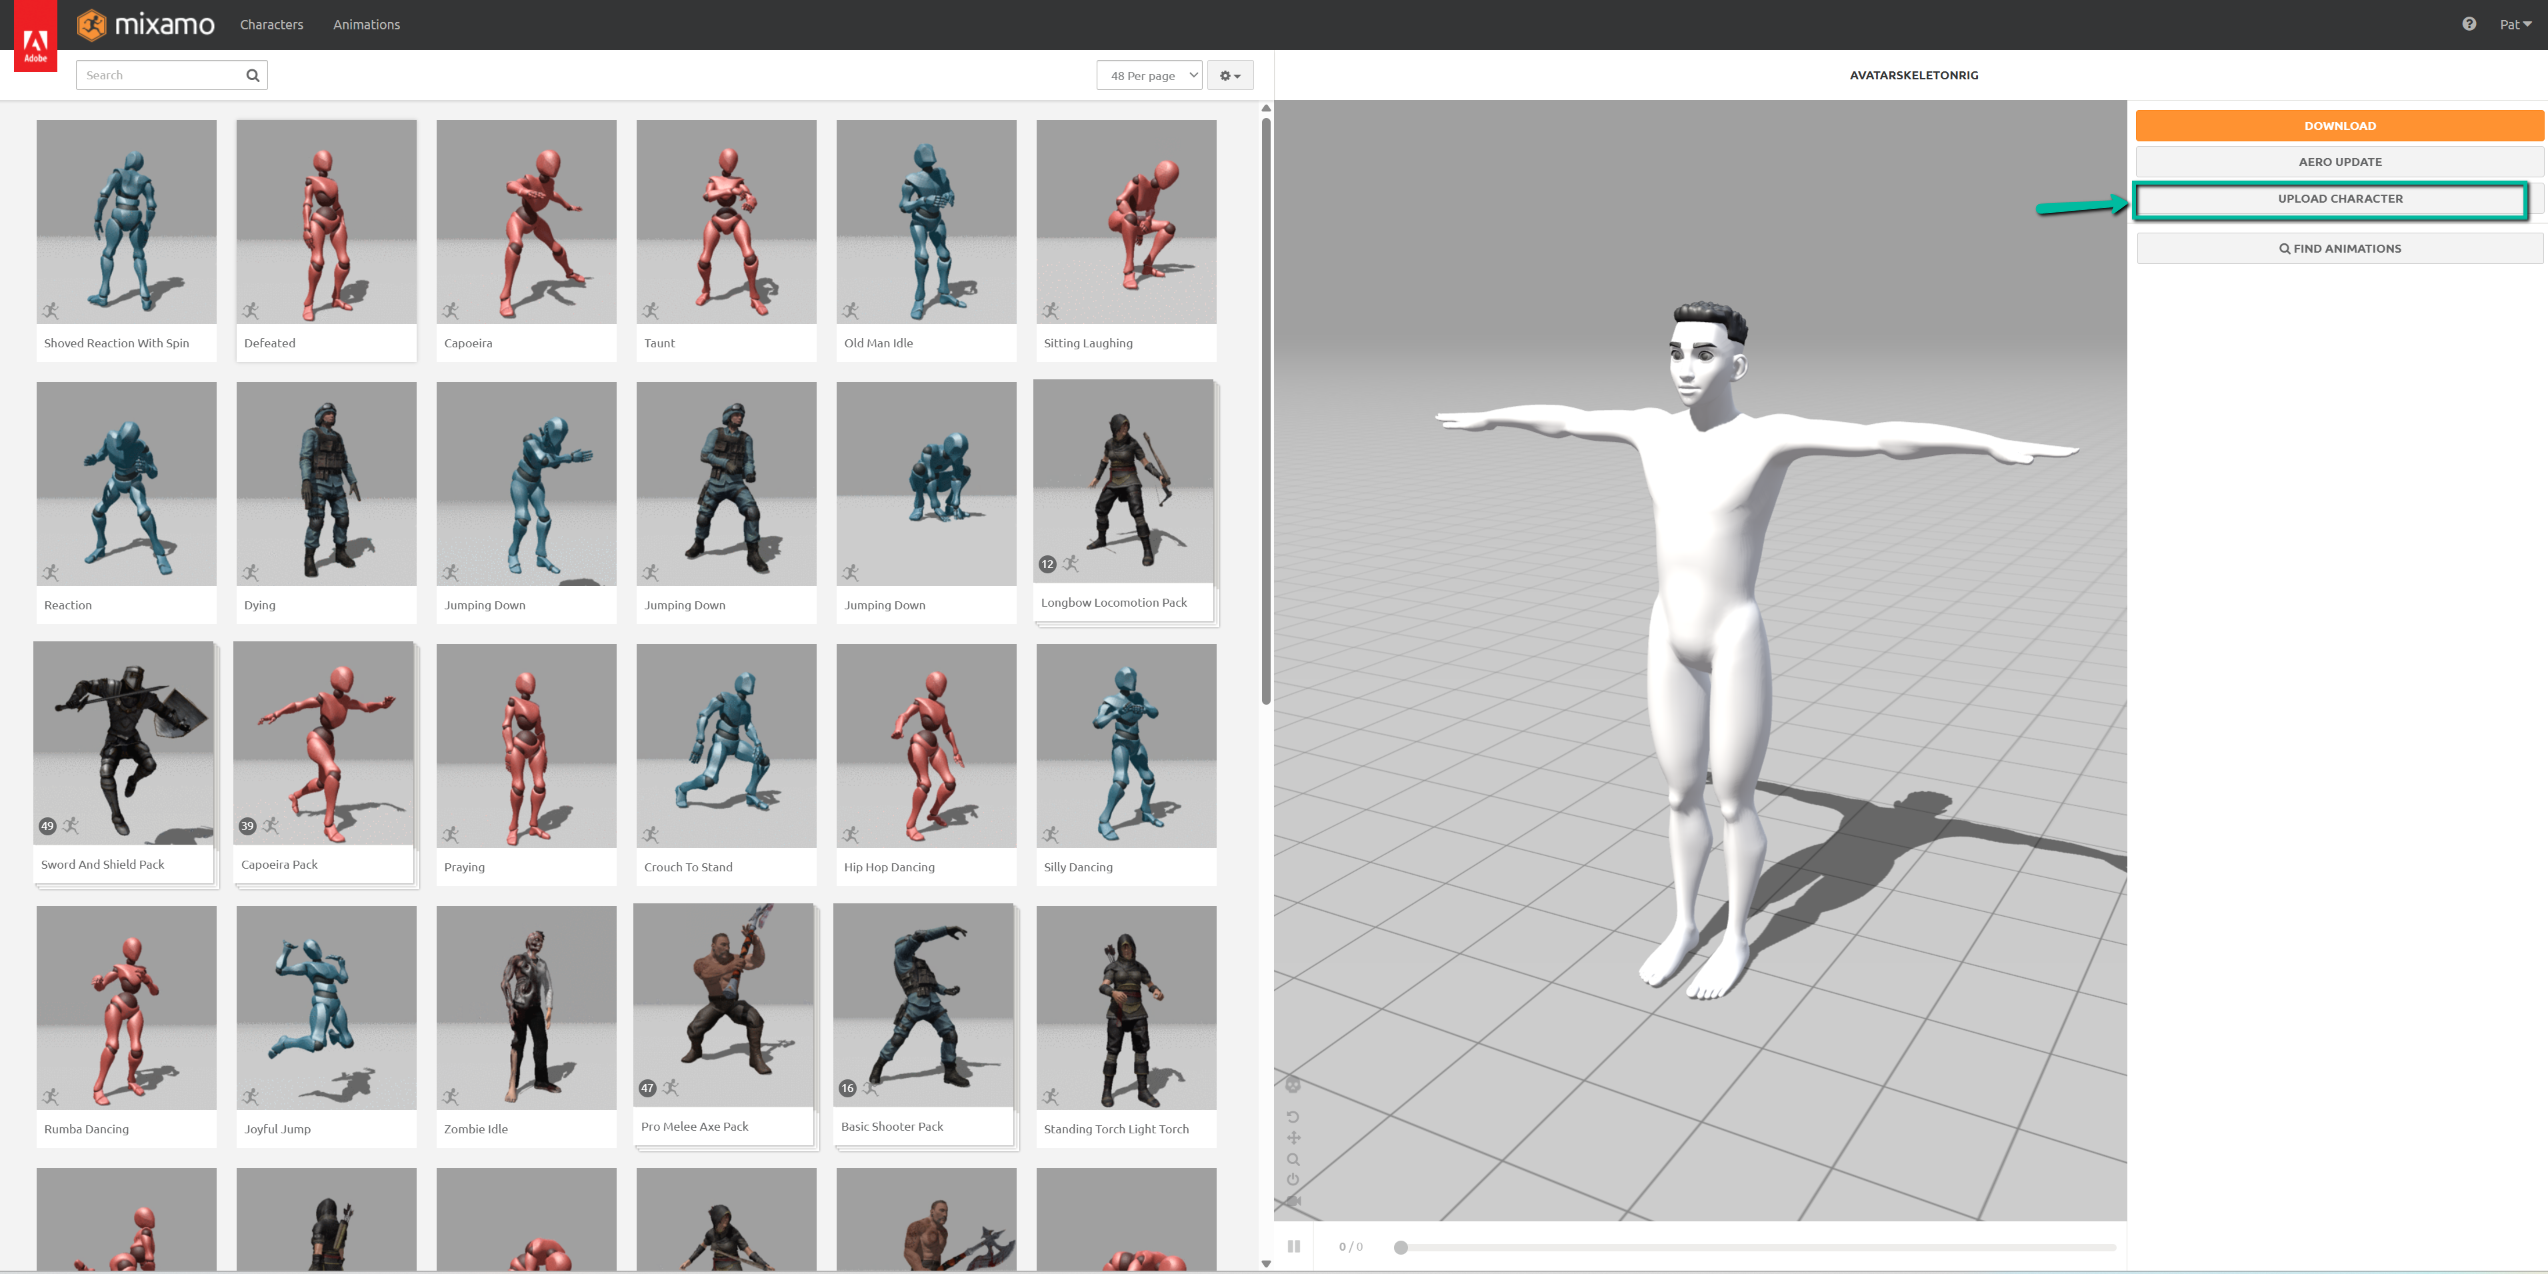 Adobe
mixamo
Characters
Animations
Pat
Search
48 Per page
AVATARSKELETONRIG
DOWNLOAD
AERO UPDATE
UPLOAD CHARACTER
FIND ANIMATIONS
Shoved Reaction With Spin
Defeated
Capoeira
Taunt
Old Man Idle
Sitting Laughing
12
Reaction
Dying
Jumping Down
Jumping Down
Jumping Down
Longbow Locomotion Pack
49
39
Sword And Shield Pack
Capoeira Pack
Praying
Crouch To Stand
Hip Hop Dancing
Silly Dancing
47
16
Rumba Dancing
Joyful Jump
Zombie Idle
Pro Melee Axe Pack
Basic Shooter Pack
Standing Torch Light Torch
0 / 0